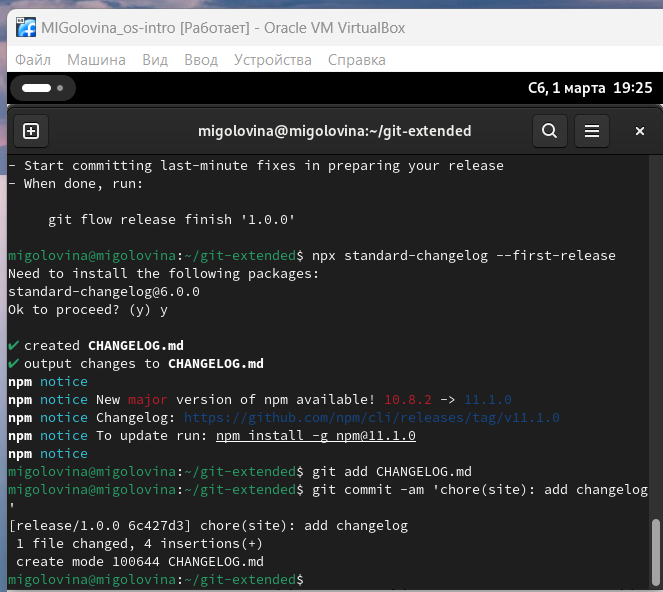 MIGolovina_os-intro [Работает] - Oracle VM VirtualBox
Файл Машина Вид Ввод Устройства Справка
Сб, 1 марта 19:25
migolovina@migolovina:~/git-extended
- Start committing last-minute fixes in preparing your release
- When done, run:
git flow release finish '1.0.0'
migolovina@migolovina:~/git-extended$ npx standard-changelog --first-release
Need to install the following packages:
standard-changelog@6.0.0
Ok to proceed? (y) y
✔ created CHANGELOG.md
✔ output changes to CHANGELOG.md
npm notice
npm notice New major version of npm available! 10.8.2 -> 11.1.0
npm notice Changelog: https://github.com/npm/cli/releases/tag/v11.1.0
npm notice To update run: npm install -g npm@11.1.0
npm notice
migolovina@migolovina:~/git-extended$ git add CHANGELOG.md
migolovina@migolovina:~/git-extended$ git commit -am 'chore(site): add changelog
'
[release/1.0.0 6c427d3] chore(site): add changelog
1 file changed, 4 insertions(+)
create mode 100644 CHANGELOG.md
migolovina@migolovina:~/git-extended$